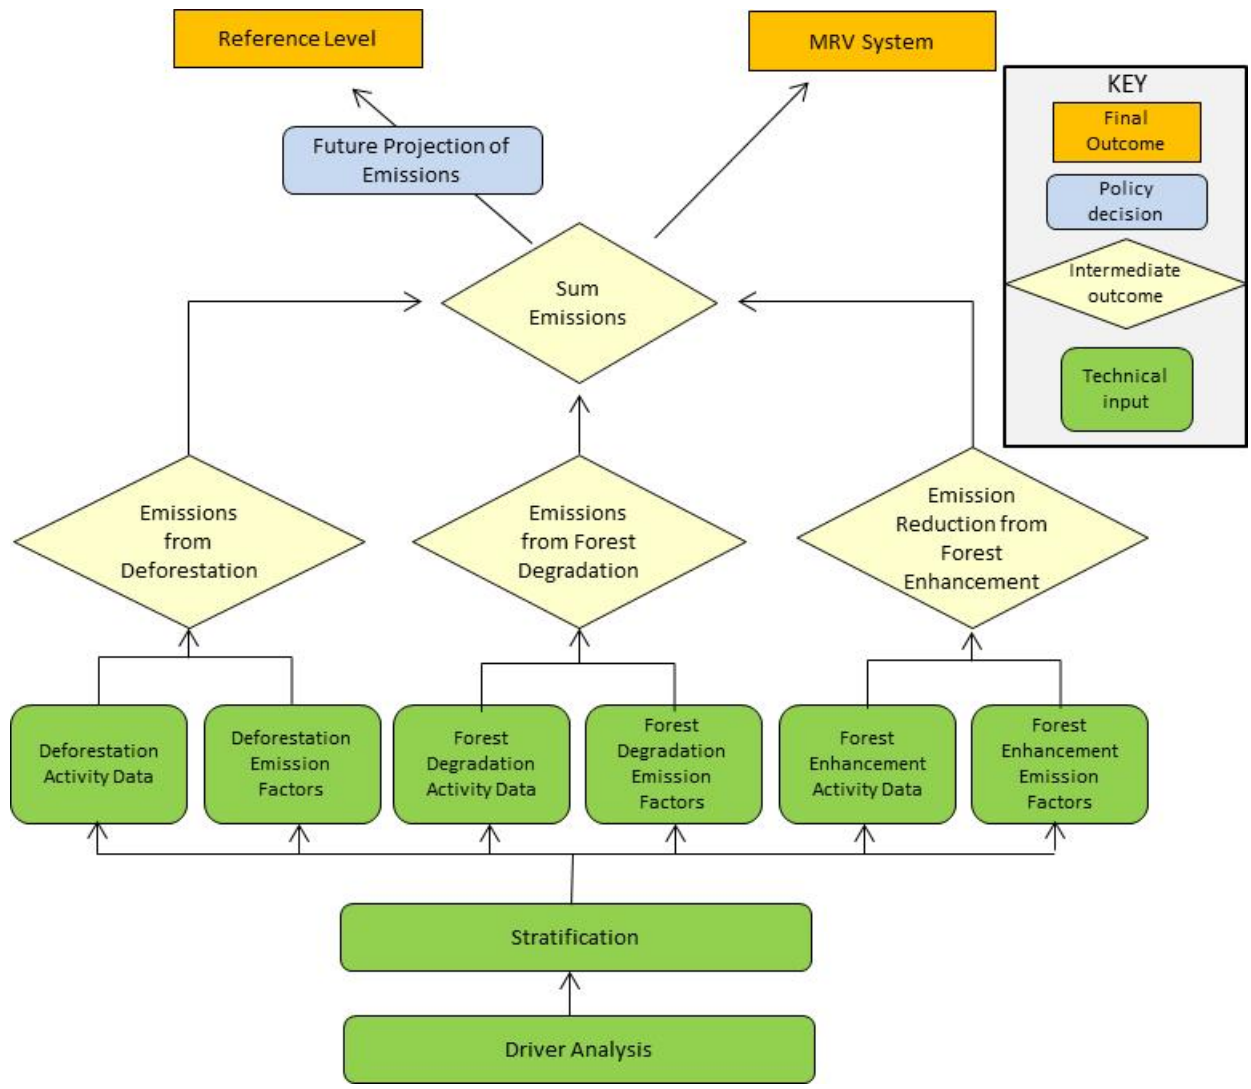 Reference Level
MRV System
KEY
Final
Outcome
Policy
decision
Intermediate
outcome
Technical
input
Future Projection of
Emissions
Sum
Emissions
Emissions
from
Deforestation
Emissions
from Forest
Degradation
Emission
Reduction from
Forest
Enhancement
Deforestation
Activity Data
Deforestation
Emission
Factors
Forest
Degradation
Activity Data
Forest
Degradation
Emission
Factors
Forest
Enhancement
Activity Data
Forest
Enhancement
Emission
Factors
Stratification
Driver Analysis